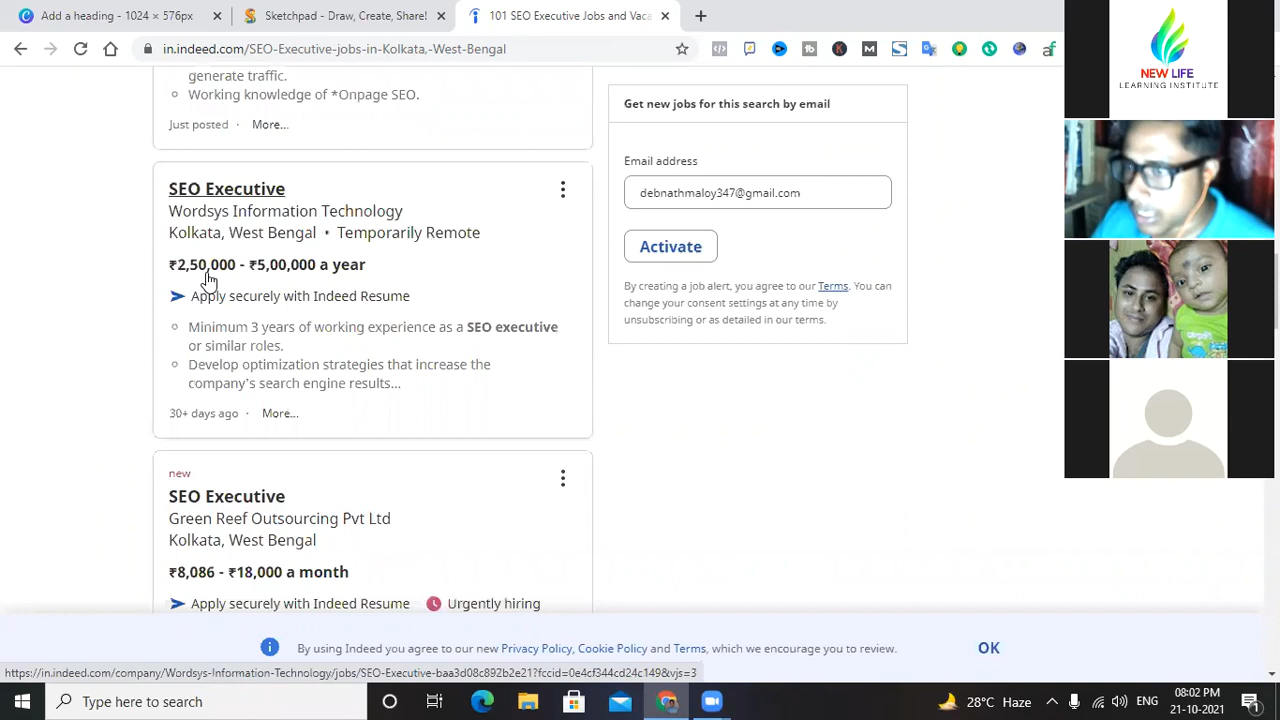 Add a heading - 1024 × 576px
Sketchpad - Draw, Create, Share!
101 SEO Executive Jobs and Vaca
in.indeed.com/SEO-Executive-jobs-in-Kolkata,-West-Bengal
generate traffic.
Working knowledge of *Onpage SEO.
Just posted · More...
SEO Executive
Wordsys Information Technology
Kolkata, West Bengal • Temporarily Remote
₹2,50,000 - ₹5,00,000 a year
Apply securely with Indeed Resume
Minimum 3 years of working experience as a SEO executive
or similar roles.
Develop optimization strategies that increase the
company's search engine results...
30+ days ago · More...
new
SEO Executive
Green Reef Outsourcing Pvt Ltd
Kolkata, West Bengal
₹8,086 - ₹18,000 a month
Apply securely with Indeed Resume
Urgently hiring
Get new jobs for this search by email
Email address
debnathmaloy347@gmail.com
Activate
By creating a job alert, you agree to our Terms. You can
change your consent settings at any time by
unsubscribing or as detailed in our terms.
NEW LIFE
LEARNING INSTITUTE
By using Indeed you agree to our new Privacy Policy, Cookie Policy and Terms, which we encourage you to review.
OK
https://in.indeed.com/company/Wordsys-Information-Technology/jobs/SEO-Executive-baa3d08c892b2e21?fccid=0e4cf344cd24c149&vjs=3
Type here to search
28°C Haze
ENG
08:02 PM
21-10-2021